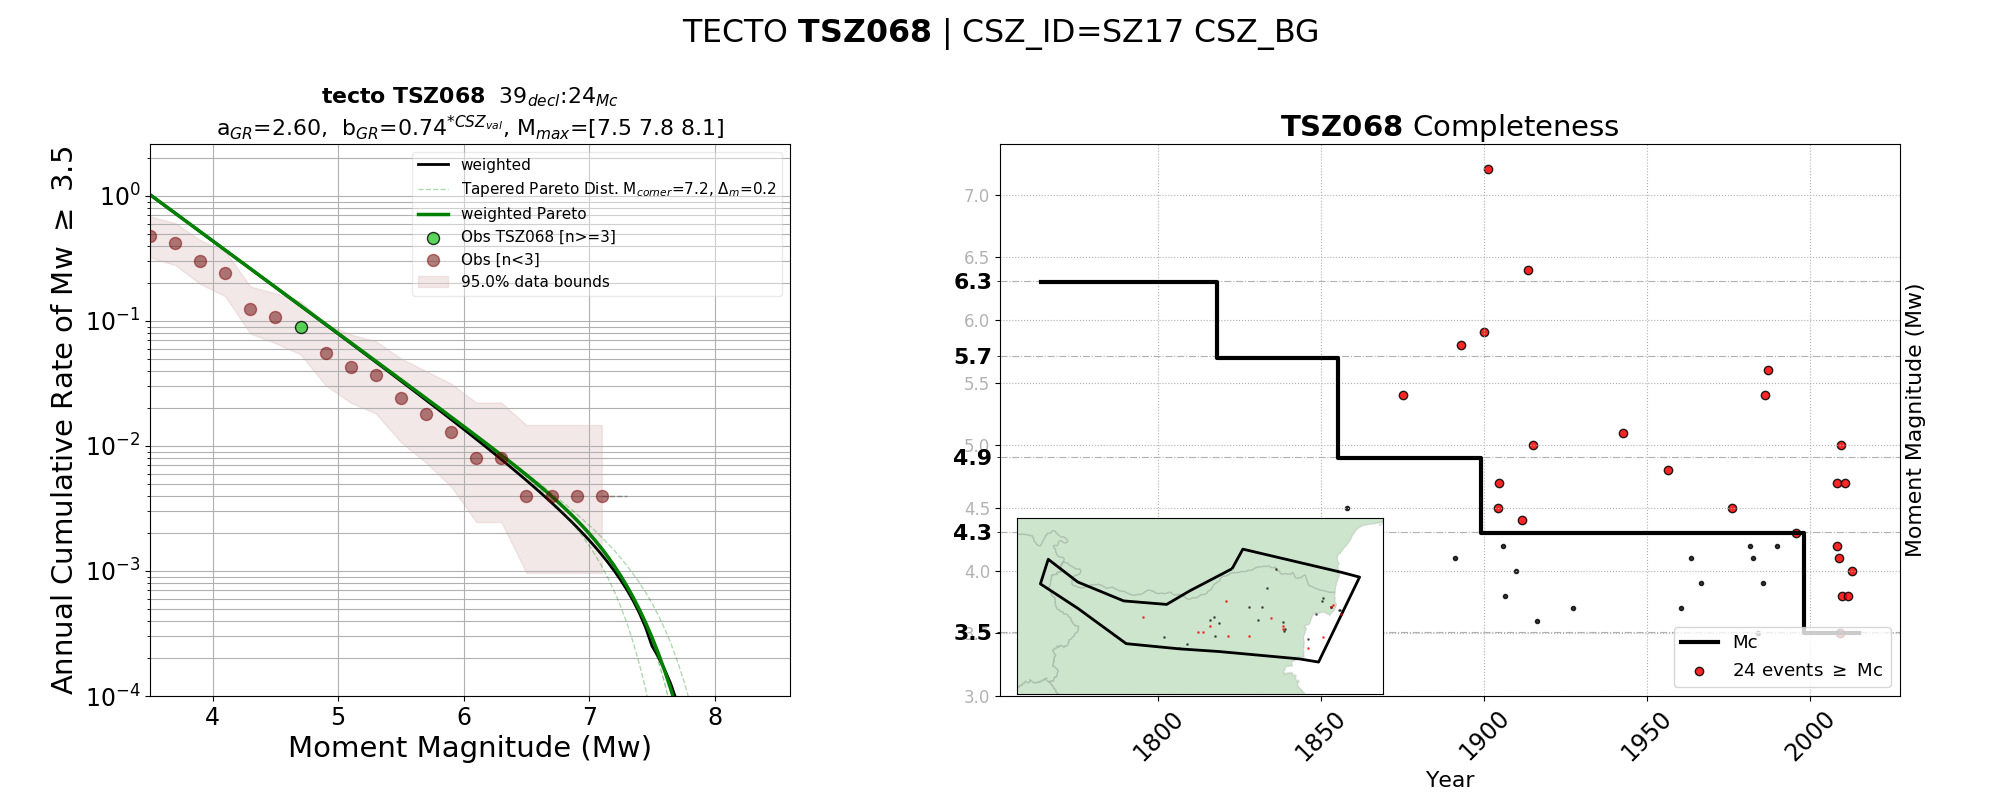 TECTO TSZ068 | CSZ_ID=SZ17 CSZ_BG
tecto TSZ068 39decl:24Mc
aGR=2.60, bGR=0.74*CSZval, Mmax=[7.5 7.8 8.1]
Annual Cumulative Rate of Mw ≥ 3.5
10^0
10^−1
10^−2
10^−3
10^−4
weighted
Tapered Pareto Dist. Mcorner=7.2, Δm=0.2
weighted Pareto
Obs TSZ068 [n>=3]
Obs [n<3]
95.0% data bounds
4 5 6 7 8
Moment Magnitude (Mw)
TSZ068 Completeness
7.0
6.5
6.3
6.0
5.7
5.5
5.0
4.9
4.5
4.3
4.0
3.5
3.0
Moment Magnitude (Mw)
Mc
24 events ≥ Mc
1800 1850 1900 1950 2000
Year